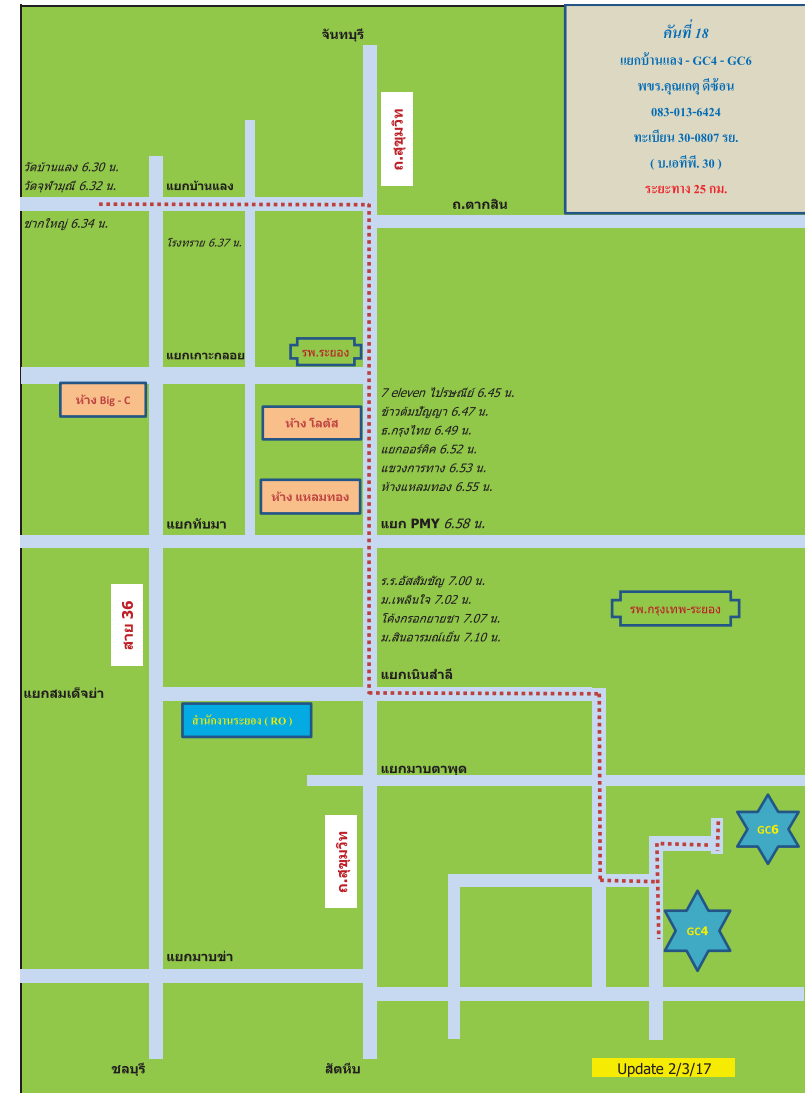 จันทบุรี
คันที่ 18
แยกบ้านแลง - GC4 - GC6
พขร.คุณเกตุ ดีซ้อน
083-013-6424
ทะเบียน 30-0807 รย.
( บ.เอทีพี. 30 )
ระยะทาง 25 กม.
ถ.สุขุมวิท
วัดบ้านแลง 6.30 น.
วัดจุฬามุณี 6.32 น.
แยกบ้านแลง
ถ.ตากสิน
ชากใหญ่ 6.34 น.
โรงทราย 6.37 น.
แยกเกาะกลอย
รพ.ระยอง
ห้าง Big - C
7 eleven ไปรษณีย์ 6.45 น.
ข้าวต้มปัญญา 6.47 น.
ธ.กรุงไทย 6.49 น.
แยกออร์คิด 6.52 น.
แขวงการทาง 6.53 น.
ห้างแหลมทอง 6.55 น.
ห้าง โลตัส
ห้าง แหลมทอง
แยกทับมา
แยก PMY 6.58 น.
ร.ร.อัสสัมชัญ 7.00 น.
ม.เพลินใจ 7.02 น.
โค้งกรอกยายชา 7.07 น.
ม.สินอารมณ์เย็น 7.10 น.
รพ.กรุงเทพ-ระยอง
สาย 36
แยกเนินสำลี
แยกสมเด็จย่า
สำนักงานระยอง ( RO )
แยกมาบตาพุด
ถ.สุขุมวิท
GC6
GC4
แยกมาบข่า
ชลบุรี
สัตหีบ
Update 2/3/17